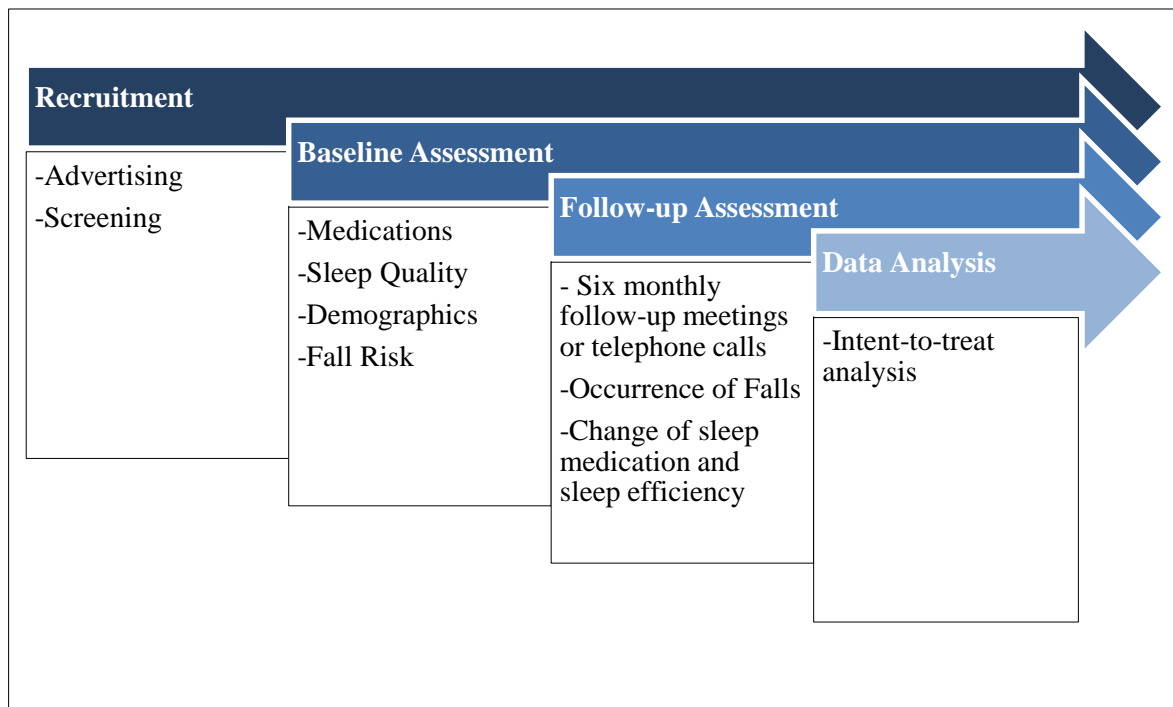 Recruitment
-Advertising
-Screening
Baseline Assessment
-Medications
-Sleep Quality
-Demographics
-Fall Risk
Follow-up Assessment
- Six monthly
follow-up meetings
or telephone calls
-Occurrence of Falls
-Change of sleep
medication and
sleep efficiency
Data Analysis
-Intent-to-treat
analysis